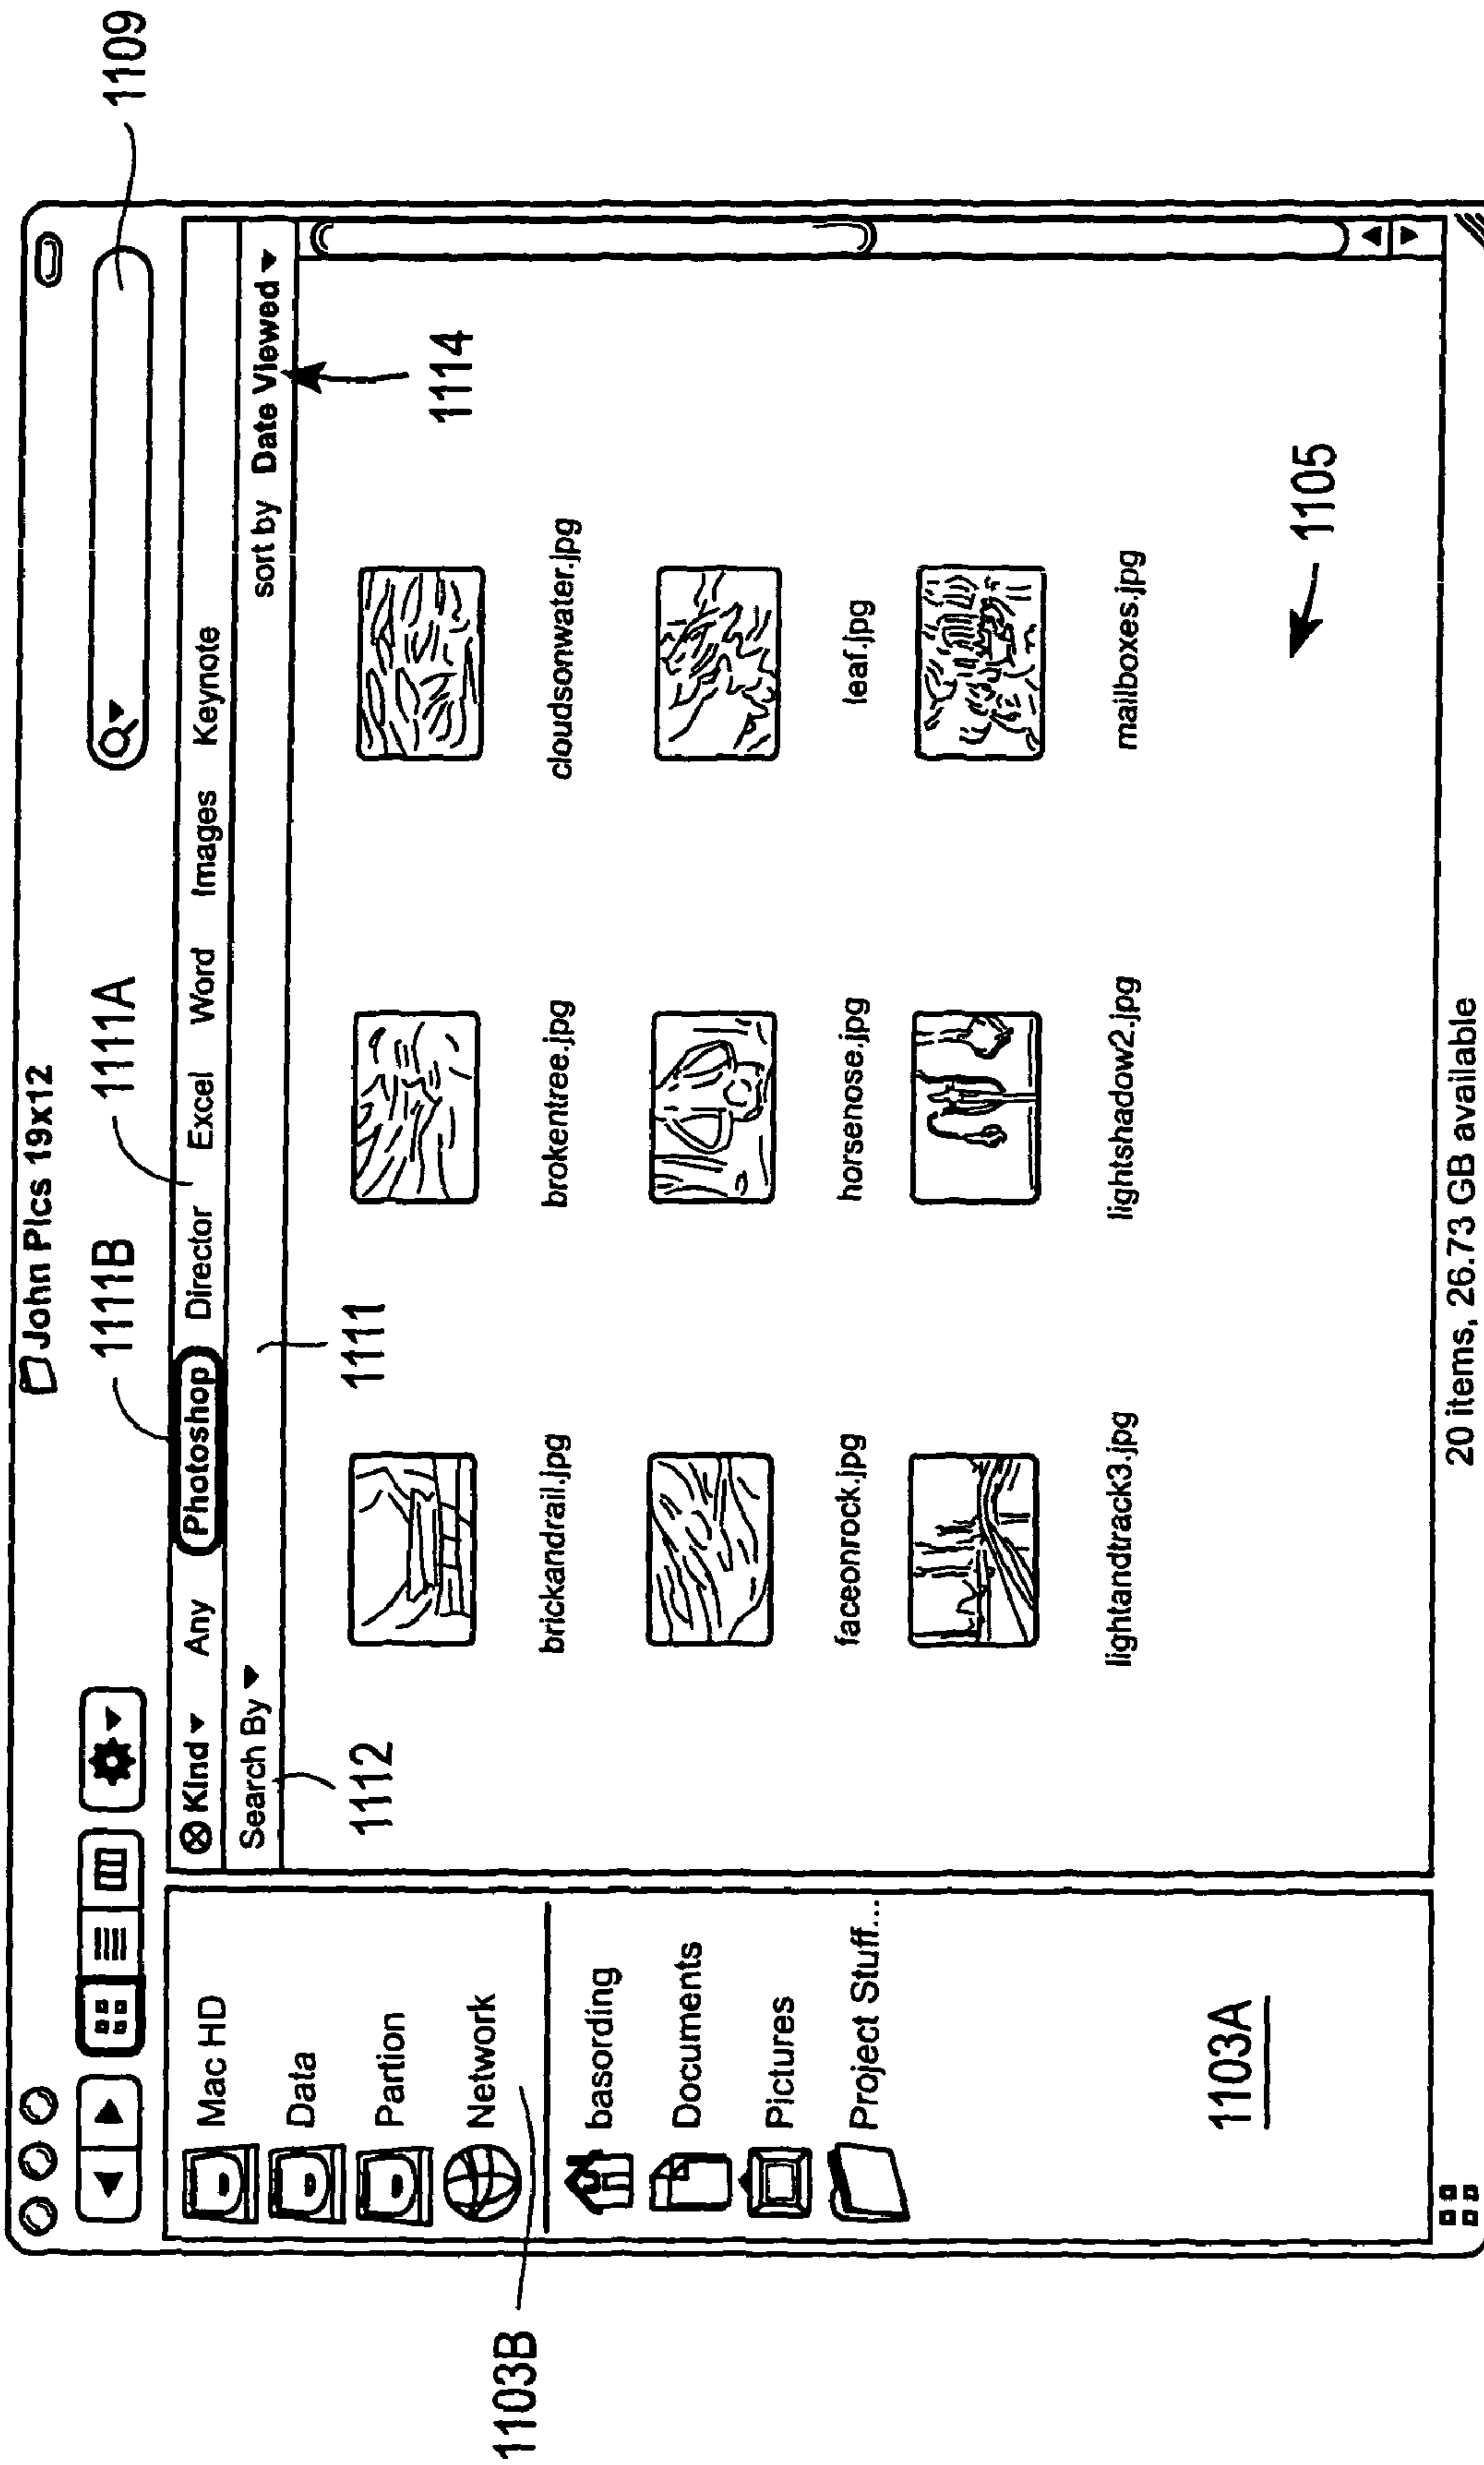 John Pics 19x12
1109
1111B
1111A
Kind Any Photoshop Director Excel Word Images Keynote
Search By
sort by Date Viewed
1112
1111
1114
Mac HD
Data
Partion
Network
1103B
basording
Documents
Pictures
Project Stuff...
1103A
brickandrail.jpg
brokentree.jpg
cloudsonwater.jpg
faceonrock.jpg
horsenose.jpg
leaf.jpg
lightandtrack3.jpg
lightshadow2.jpg
mailboxes.jpg
1105
20 items, 26.73 GB available